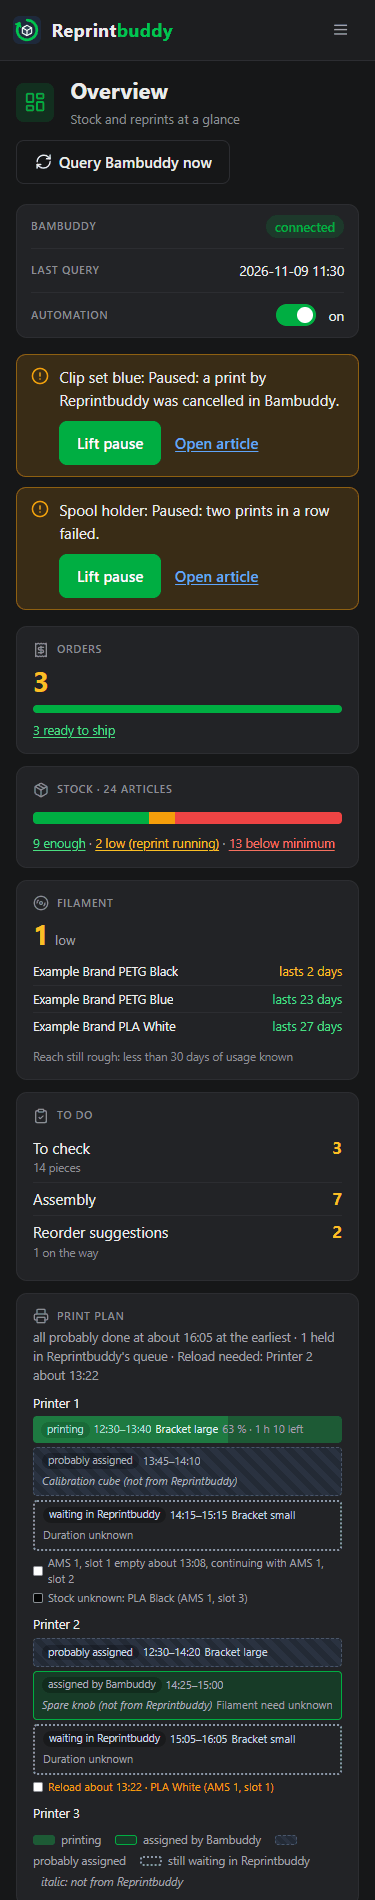 Reprintbuddy
Overview
Stock and reprints at a glance
Query Bambuddy now
BAMBUDDY connected
LAST QUERY 2026-11-09 11:30
AUTOMATION on
Clip set blue: Paused: a print by
Reprintbuddy was cancelled in Bambuddy.
Lift pause Open article
Spool holder: Paused: two prints in a row
failed.
Lift pause Open article
ORDERS
3
3 ready to ship
STOCK · 24 ARTICLES
9 enough · 2 low (reprint running) · 13 below minimum
FILAMENT
1 low
Example Brand PETG Black lasts 2 days
Example Brand PETG Blue lasts 23 days
Example Brand PLA White lasts 27 days
Reach still rough: less than 30 days of usage known
TO DO
To check 3
14 pieces
Assembly 7
Reorder suggestions 2
1 on the way
PRINT PLAN
all probably done at about 16:05 at the earliest · 1 held
in Reprintbuddy's queue · Reload needed: Printer 2
about 13:22
Printer 1
printing 12:30–13:40 Bracket large 63 % · 1 h 10 left
probably assigned 13:45–14:10
Calibration cube (not from Reprintbuddy)
waiting in Reprintbuddy 14:15–15:15 Bracket small
Duration unknown
AMS 1, slot 1 empty about 13:08, continuing with AMS 1,
slot 2
Stock unknown: PLA Black (AMS 1, slot 3)
Printer 2
probably assigned 12:30–14:20 Bracket large
assigned by Bambuddy 14:25–15:00
Spare knob (not from Reprintbuddy) Filament need unknown
waiting in Reprintbuddy 15:05–16:05 Bracket small
Duration unknown
Reload about 13:22 · PLA White (AMS 1, slot 1)
Printer 3
printing assigned by Bambuddy
probably assigned still waiting in Reprintbuddy
italic: not from Reprintbuddy